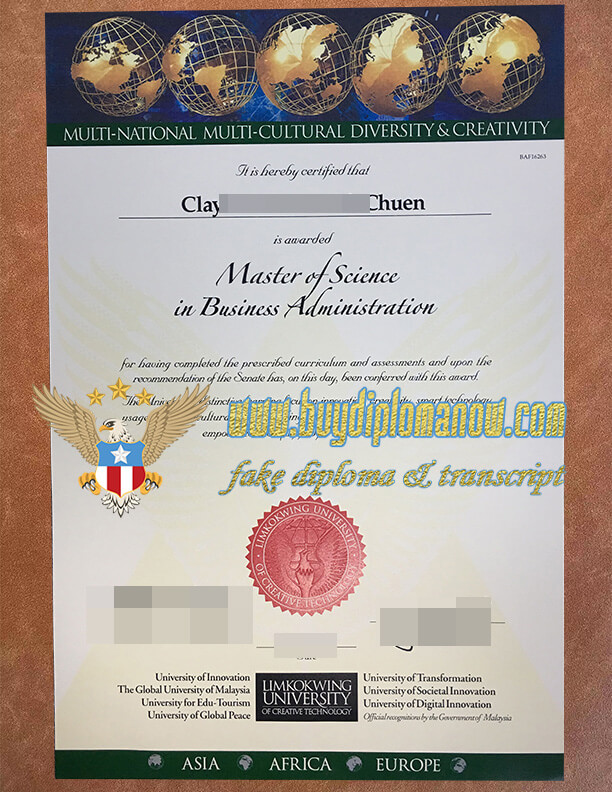 MULTI-NATIONAL MULTI-CULTURAL DIVERSITY & CREATIVITY
BAF16263
It is hereby certified that
Clay Chuen
is awarded
Master of Science
in Business Administration
for having completed the prescribed curriculum and assessments and upon the
recommendation of the Senate has, on this day, been conferred with this award.
smart technology
www.buydiplomanow.com
fake diploma & transcript
LIMKOKWING UNIVERSITY
OF CREATIVE TECHNOLOGY
University of Innovation
The Global University of Malaysia
University for Edu-Tourism
University of Global Peace
LIMKOKWING
UNIVERSITY
OF CREATIVE TECHNOLOGY
University of Transformation
University of Societal Innovation
University of Digital Innovation
Official recognitions by the Government of Malaysia
ASIA AFRICA EUROPE